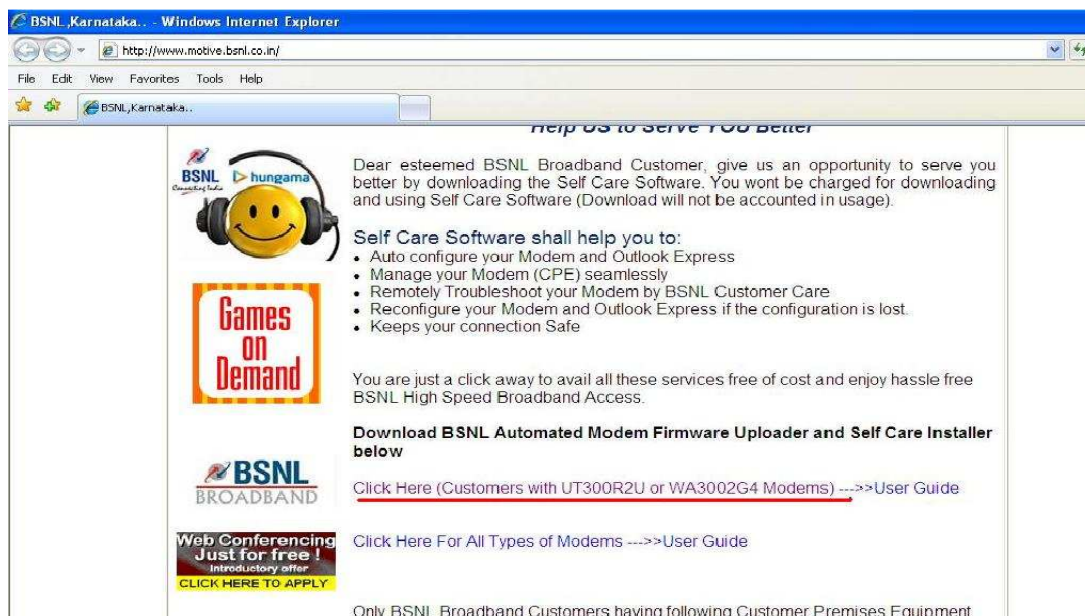 BSNL,Karnataka.. - Windows Internet Explorer
http://www.motive.bsnl.co.in/
File Edit View Favorites Tools Help
BSNL,Karnataka..
Help US to Serve YOU Better
BSNL
Connecting India
hungama
Dear esteemed BSNL Broadband Customer, give us an opportunity to serve you
better by downloading the Self Care Software. You wont be charged for downloading
and using Self Care Software (Download will not be accounted in usage).
Self Care Software shall help you to:
• Auto configure your Modem and Outlook Express
• Manage your Modem (CPE) seamlessly
• Remotely Troubleshoot your Modem by BSNL Customer Care
• Reconfigure your Modem and Outlook Express if the configuration is lost.
• Keeps your connection Safe
Games
on
Demand
You are just a click away to avail all these services free of cost and enjoy hassle free
BSNL High Speed Broadband Access.
Download BSNL Automated Modem Firmware Uploader and Self Care Installer
below
BSNL
BROADBAND
Click Here (Customers with UT300R2U or WA3002G4 Modems) --->>User Guide
Web Conferencing
Just for free !
Introductory offer
CLICK HERE TO APPLY
Click Here For All Types of Modems --->>User Guide
Only BSNL Broadband Customers having following Customer Premises Equipment